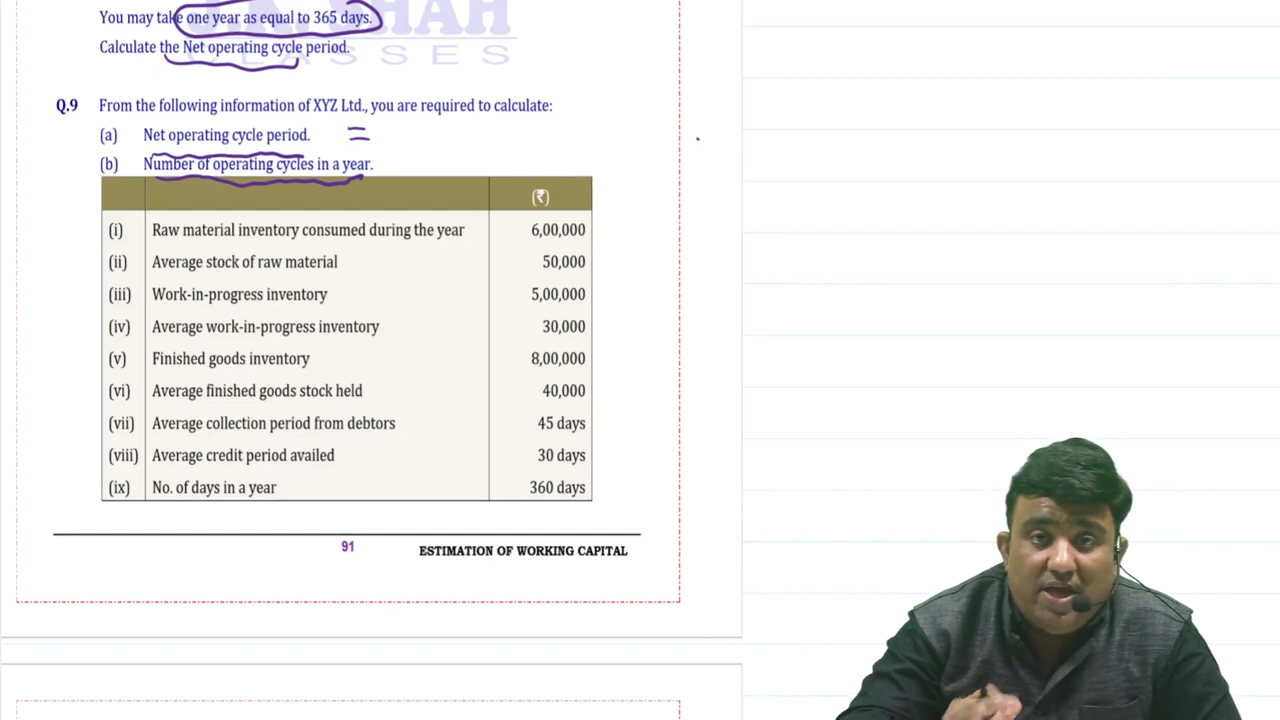 J.K. SHAH
You may take one year as equal to 365 days.
CLASSES
Calculate the Net operating cycle period.
Q.9 From the following information of XYZ Ltd., you are required to calculate:
(a) Net operating cycle period.
(b) Number of operating cycles in a year.
(₹)
(i) Raw material inventory consumed during the year 6,00,000
(ii) Average stock of raw material 50,000
(iii) Work-in-progress inventory 5,00,000
(iv) Average work-in-progress inventory 30,000
(v) Finished goods inventory 8,00,000
(vi) Average finished goods stock held 40,000
(vii) Average collection period from debtors 45 days
(viii) Average credit period availed 30 days
(ix) No. of days in a year 360 days
91 ESTIMATION OF WORKING CAPITAL